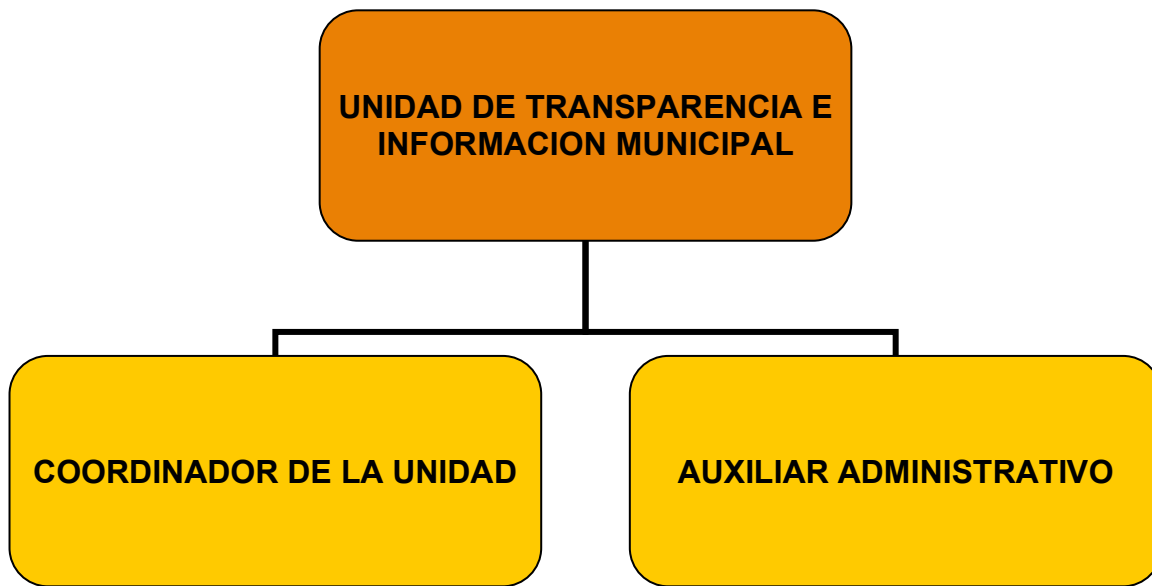 UNIDAD DE TRANSPARENCIA E
INFORMACION MUNICIPAL
COORDINADOR DE LA UNIDAD
AUXILIAR ADMINISTRATIVO